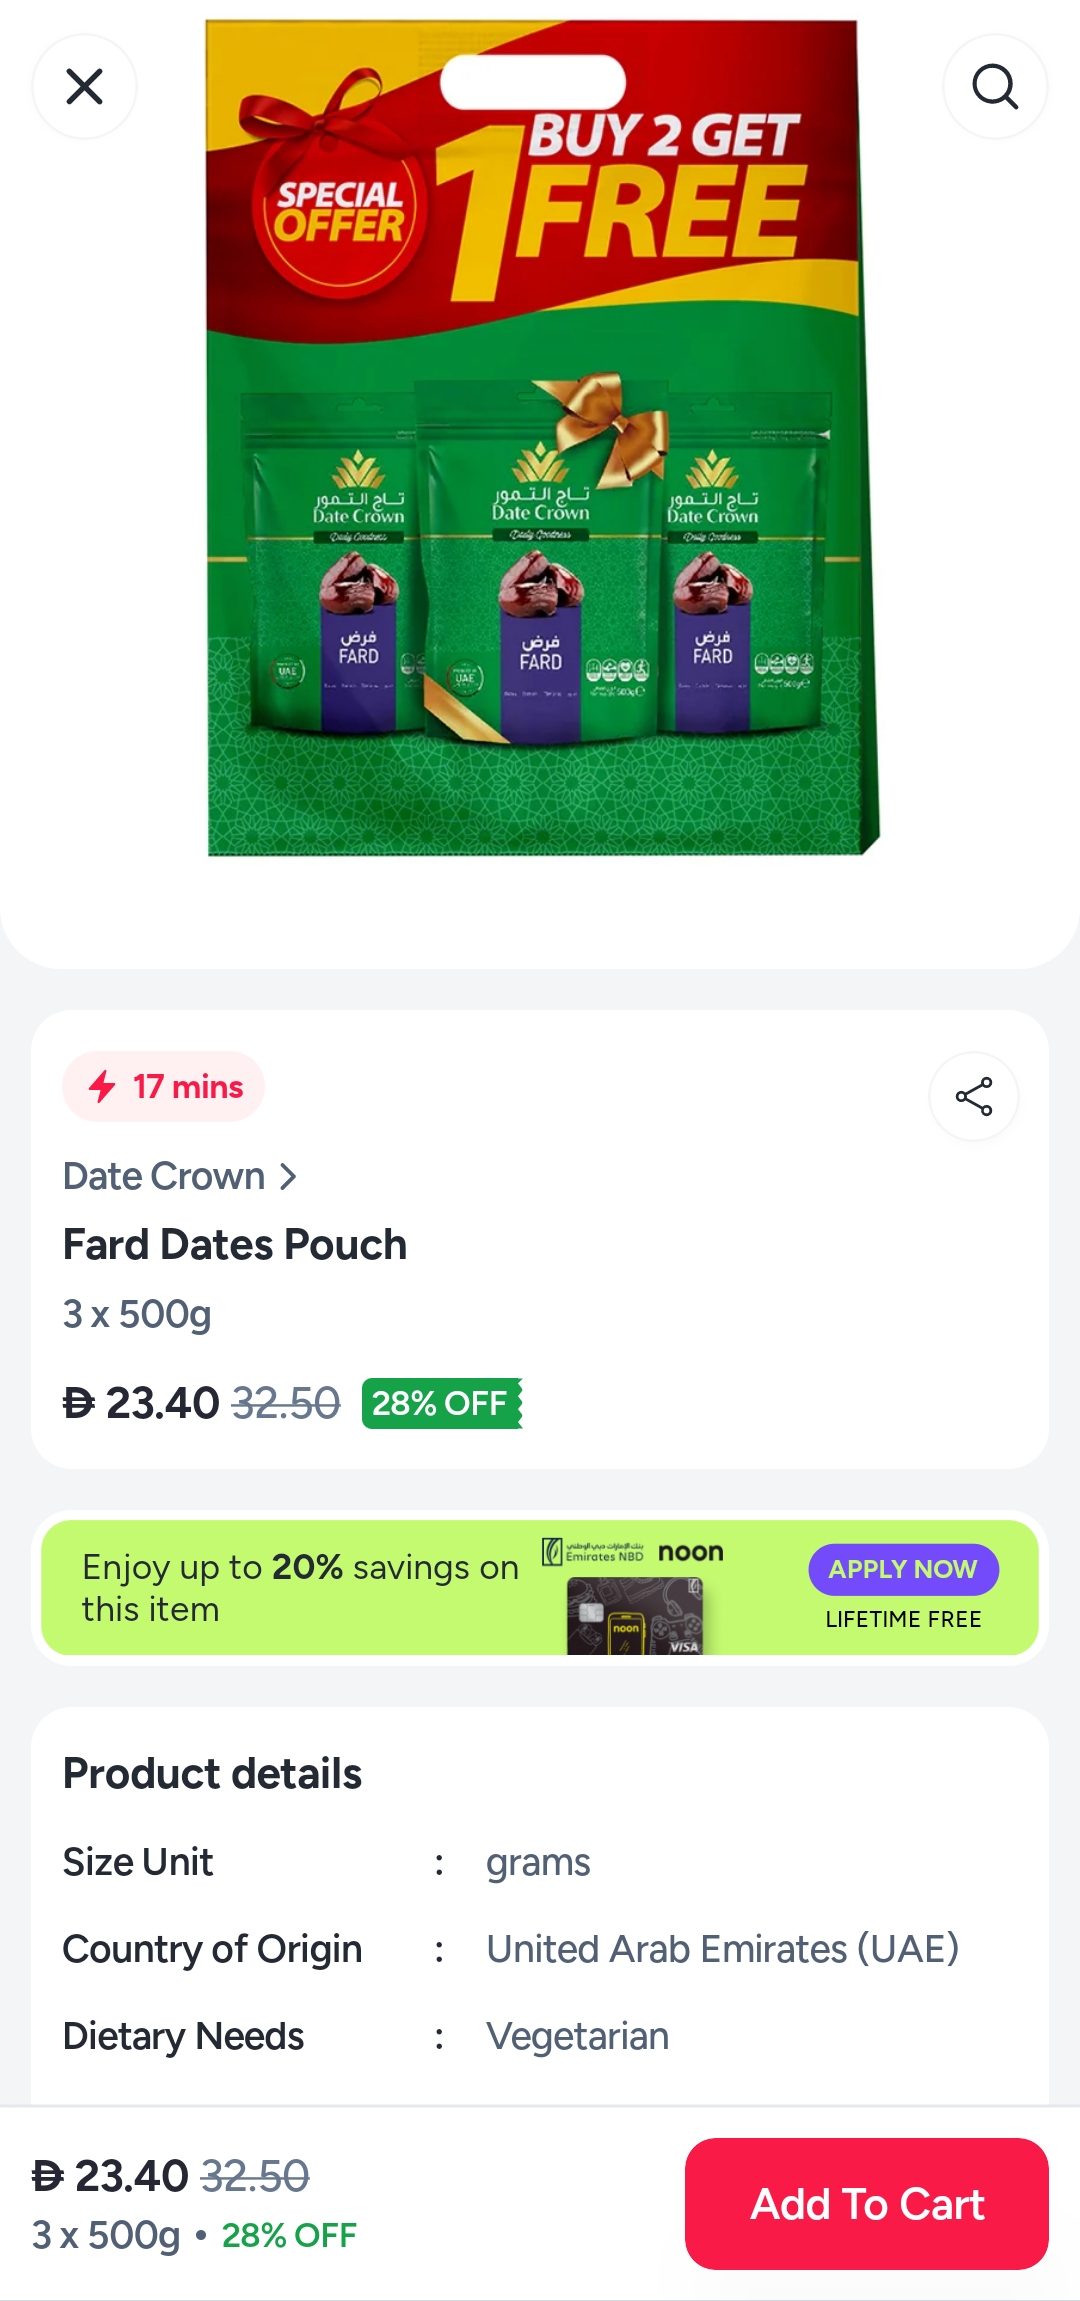 BUY 2 GET
1 FREE
SPECIAL
OFFER
تاج التمور
Date Crown
Daily Goodness
فرض
FARD
UAE
تاج التمور
Date Crown
Daily Goodness
فرض
FARD
UAE
500g e
تاج التمور
Date Crown
Daily Goodness
فرض
FARD
500g e
17 mins
Date Crown
Fard Dates Pouch
3 x 500g
23.40 32.50 28% OFF
Enjoy up to 20% savings on
this item
بنك الإمارات دبي الوطني
Emirates NBD
noon
noon
VISA
APPLY NOW
LIFETIME FREE
Product details
Size Unit : grams
Country of Origin : United Arab Emirates (UAE)
Dietary Needs : Vegetarian
23.40 32.50
3 x 500g • 28% OFF
Add To Cart